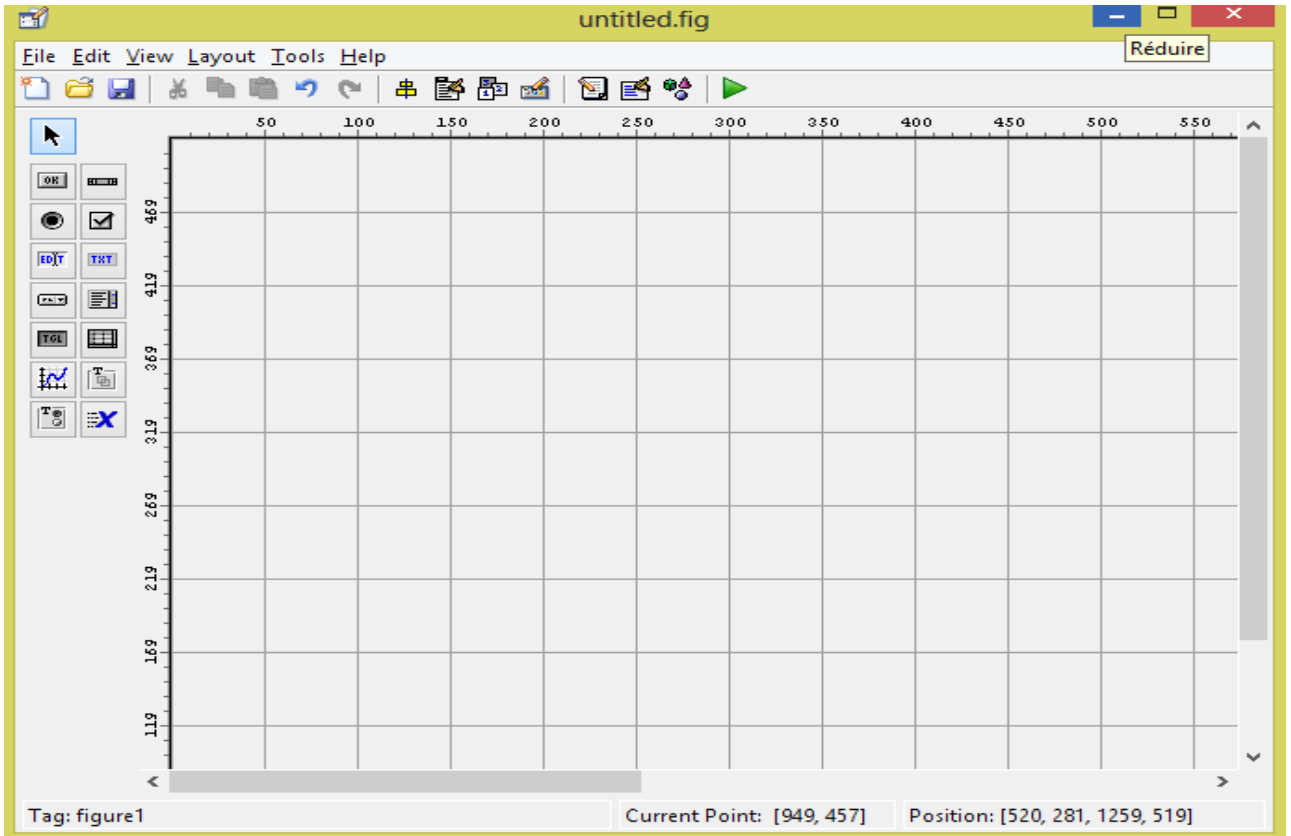 untitled.fig
Réduire
File Edit View Layout Tools Help
50 100 150 200 250 300 350 400 450 500 550
OK
469
EDIT TXT
419
TGL
369
319
269
219
169
119
Tag: figure1 Current Point: [949, 457] Position: [520, 281, 1259, 519]